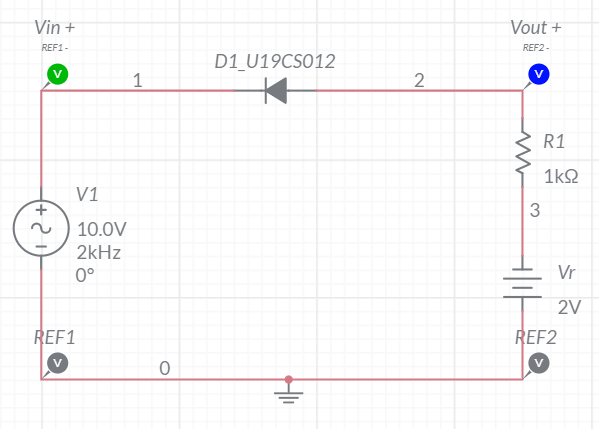 Vin +
REF1 -
V
1
D1_U19CS012
2
Vout +
REF2 -
V
R1
1kΩ
3
V1
10.0V
2kHz
0°
Vr
2V
REF1
V
0
REF2
V